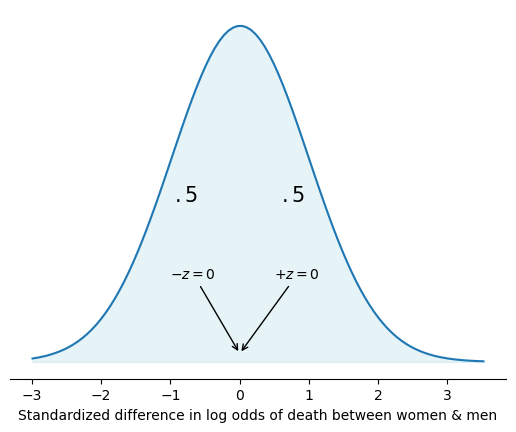 .5 .5
−z = 0 +z = 0
−3 −2 −1 0 1 2 3
Standardized difference in log odds of death between women & men